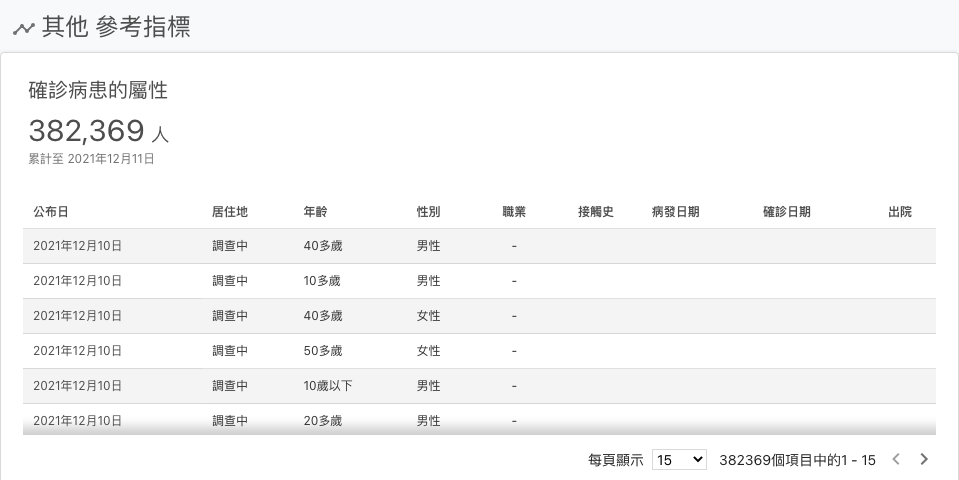 其他 參考指標
確診病患的屬性
382,369 人
累計至 2021年12月11日
公布日 居住地 年齡 性別 職業 接觸史 病發日期 確診日期 出院
2021年12月10日 調查中 40多歲 男性 -
2021年12月10日 調查中 10多歲 男性 -
2021年12月10日 調查中 40多歲 女性 -
2021年12月10日 調查中 50多歲 女性 -
2021年12月10日 調查中 10歲以下 男性 -
2021年12月10日 調查中 20多歲 男性 -
每頁顯示 15 382369個項目中的1 - 15